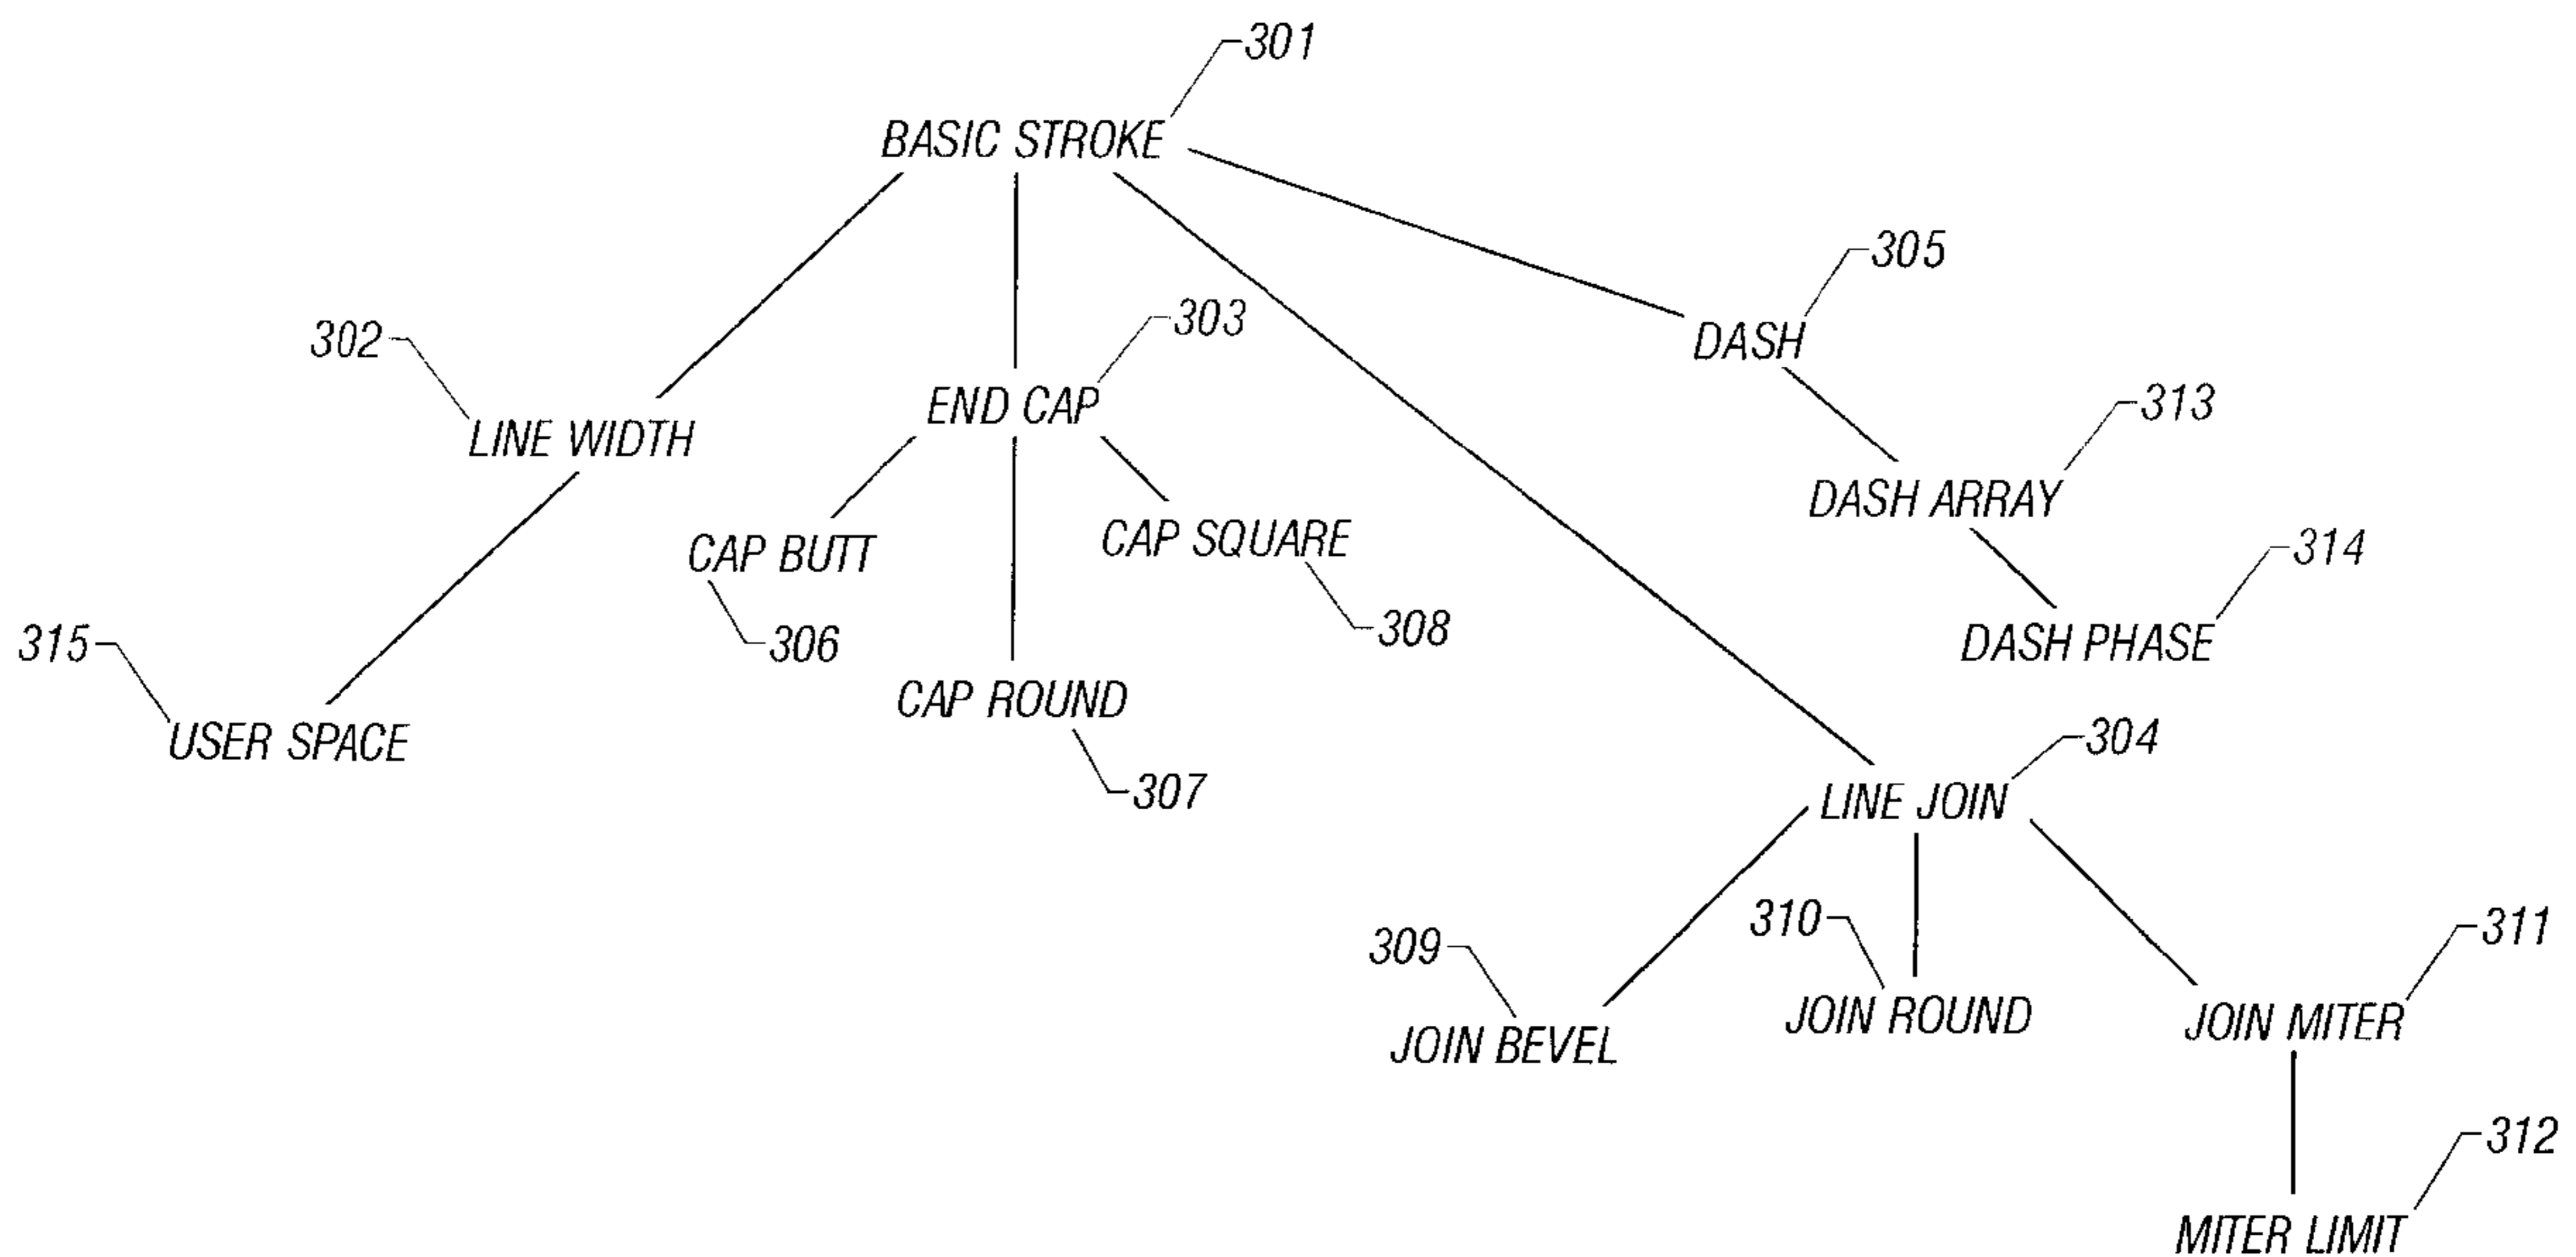 301
BASIC STROKE
305
303
302
DASH
END CAP
313
LINE WIDTH
DASH ARRAY
CAP SQUARE
314
CAP BUTT
308
315
306
DASH PHASE
CAP ROUND
USER SPACE
304
307
LINE JOIN
310
311
309
JOIN ROUND
JOIN MITER
JOIN BEVEL
312
MITER LIMIT